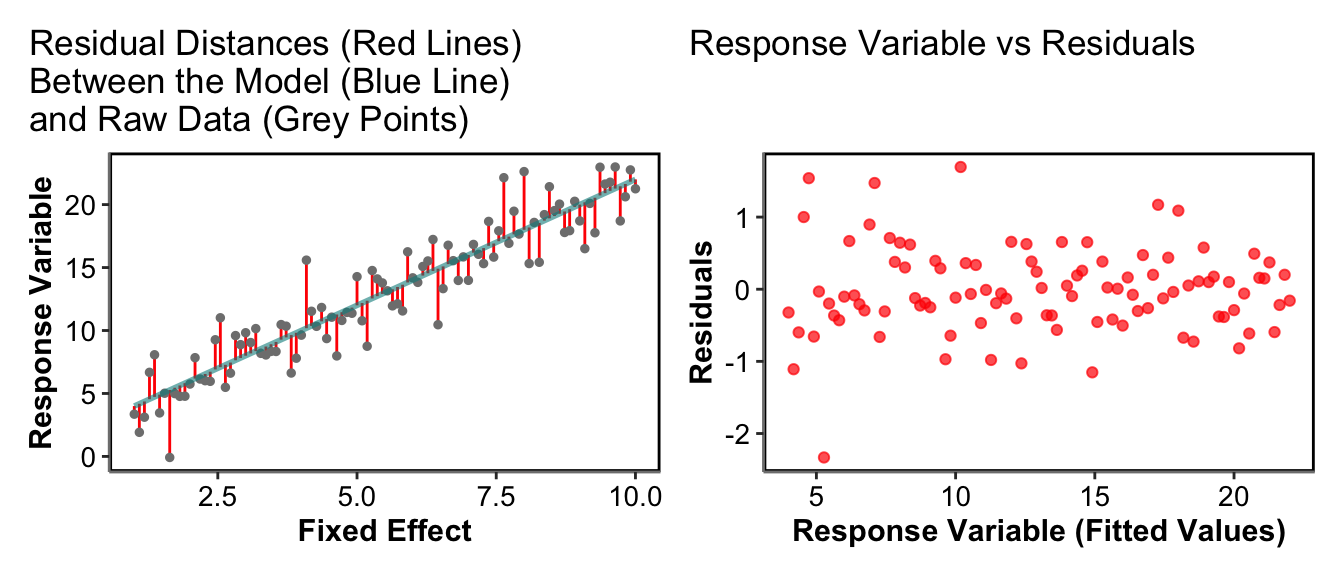 Residual Distances (Red Lines)
Between the Model (Blue Line)
and Raw Data (Grey Points)
Response Variable
20
15
10
5
0
2.5 5.0 7.5 10.0
Fixed Effect
Response Variable vs Residuals
Residuals
1
0
-1
-2
5 10 15 20
Response Variable (Fitted Values)